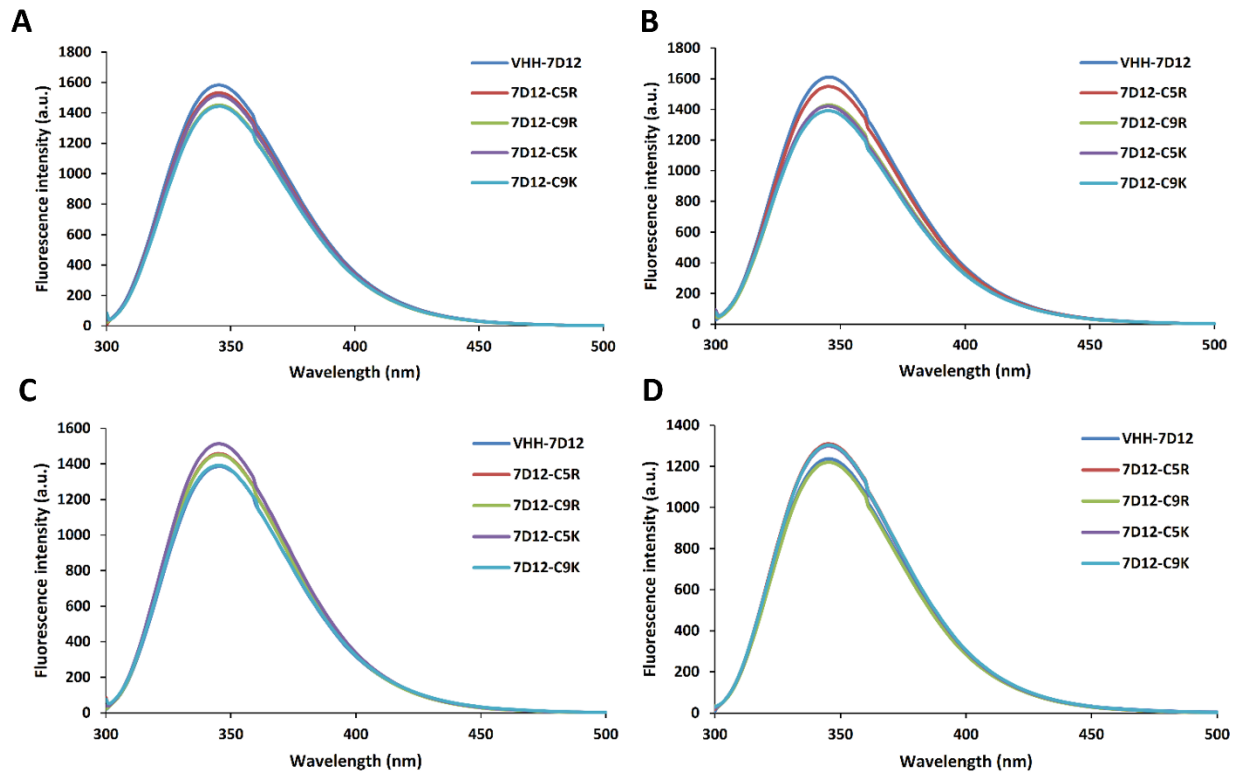 A
Fluorescence intensity (a.u.)
1800
1600
1400
1200
1000
800
600
400
200
0
300
350
400
450
500
Wavelength (nm)
VHH-7D12
7D12-C5R
7D12-C9R
7D12-C5K
7D12-C9K
B
Fluorescence intensity (a.u.)
1800
1600
1400
1200
1000
800
600
400
200
0
300
350
400
450
500
Wavelength (nm)
VHH-7D12
7D12-C5R
7D12-C9R
7D12-C5K
7D12-C9K
C
Fluorescence intensity (a.u.)
1600
1400
1200
1000
800
600
400
200
0
300
350
400
450
500
Wavelength (nm)
VHH-7D12
7D12-C5R
7D12-C9R
7D12-C5K
7D12-C9K
D
Fluorescence intensity (a.u.)
1400
1200
1000
800
600
400
200
0
300
350
400
450
500
Wavelength (nm)
VHH-7D12
7D12-C5R
7D12-C9R
7D12-C5K
7D12-C9K